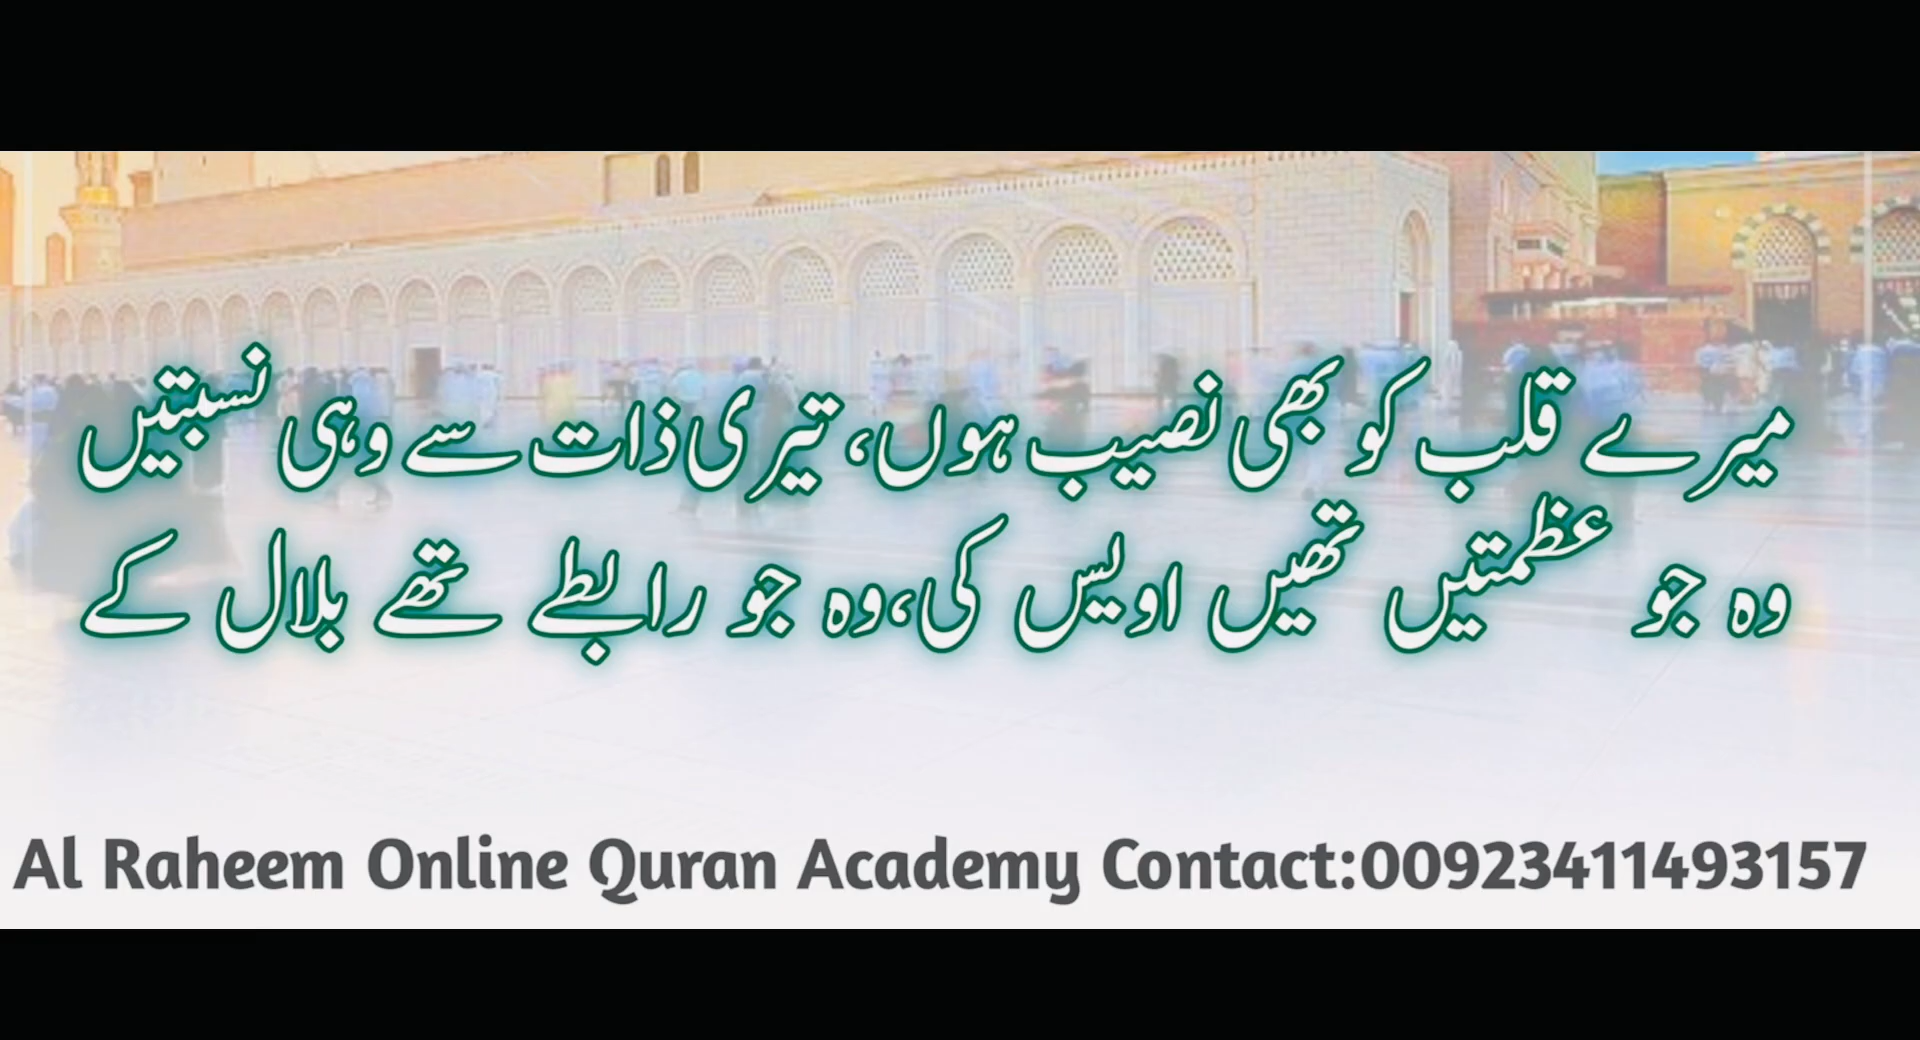 میرے قلب کو بھی نصیب ہوں، تیری ذات سے وہی نسبتیں
وہ جو عظمتیں تھیں اویس کی،وہ جو رابطے تھے بلال کے
Al Raheem Online Quran Academy Contact:00923411493157